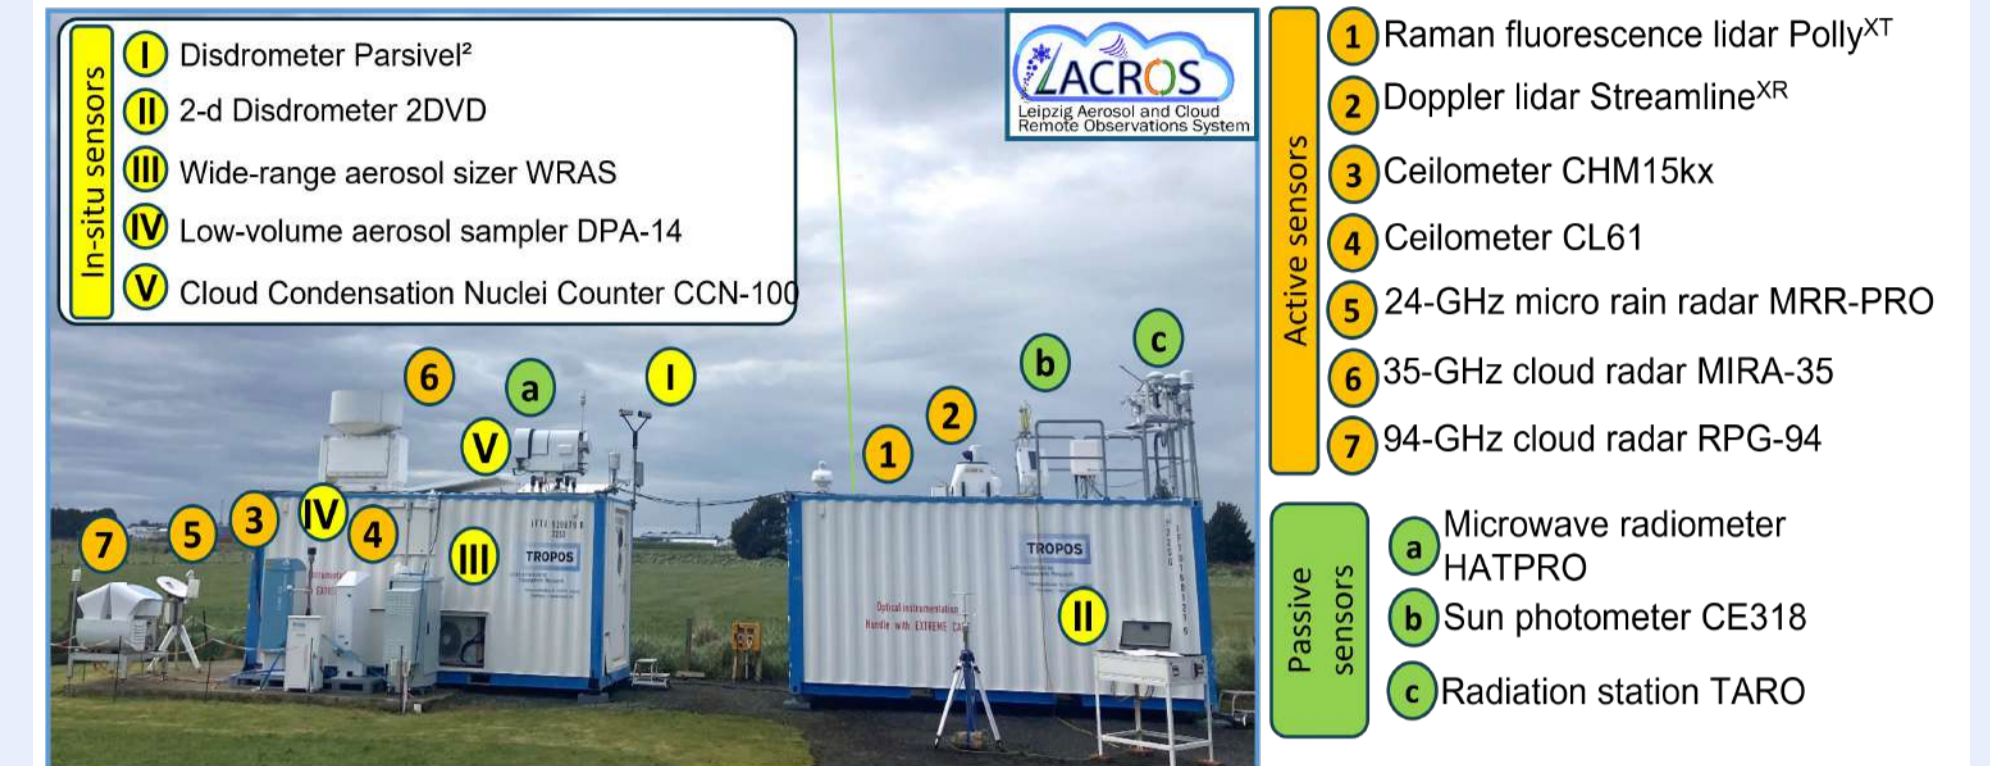 In-situ sensors
I Disdrometer Parsivel²
II 2-d Disdrometer 2DVD
III Wide-range aerosol sizer WRAS
IV Low-volume aerosol sampler DPA-14
V Cloud Condensation Nuclei Counter CCN-100
LACROS
Leipzig Aerosol and Cloud
Remote Observations System
Active sensors
1 Raman fluorescence lidar Polly^XT
2 Doppler lidar Streamline^XR
3 Ceilometer CHM15kx
4 Ceilometer CL61
5 24-GHz micro rain radar MRR-PRO
6 35-GHz cloud radar MIRA-35
7 94-GHz cloud radar RPG-94
Passive
sensors
a Microwave radiometer
HATPRO
b Sun photometer CE318
c Radiation station TARO
6
a
I
V
7
5
3
IV
4
III
TROPOS
1
2
b
c
TROPOS
Optical instrumentation
Handle with EXTREME
II